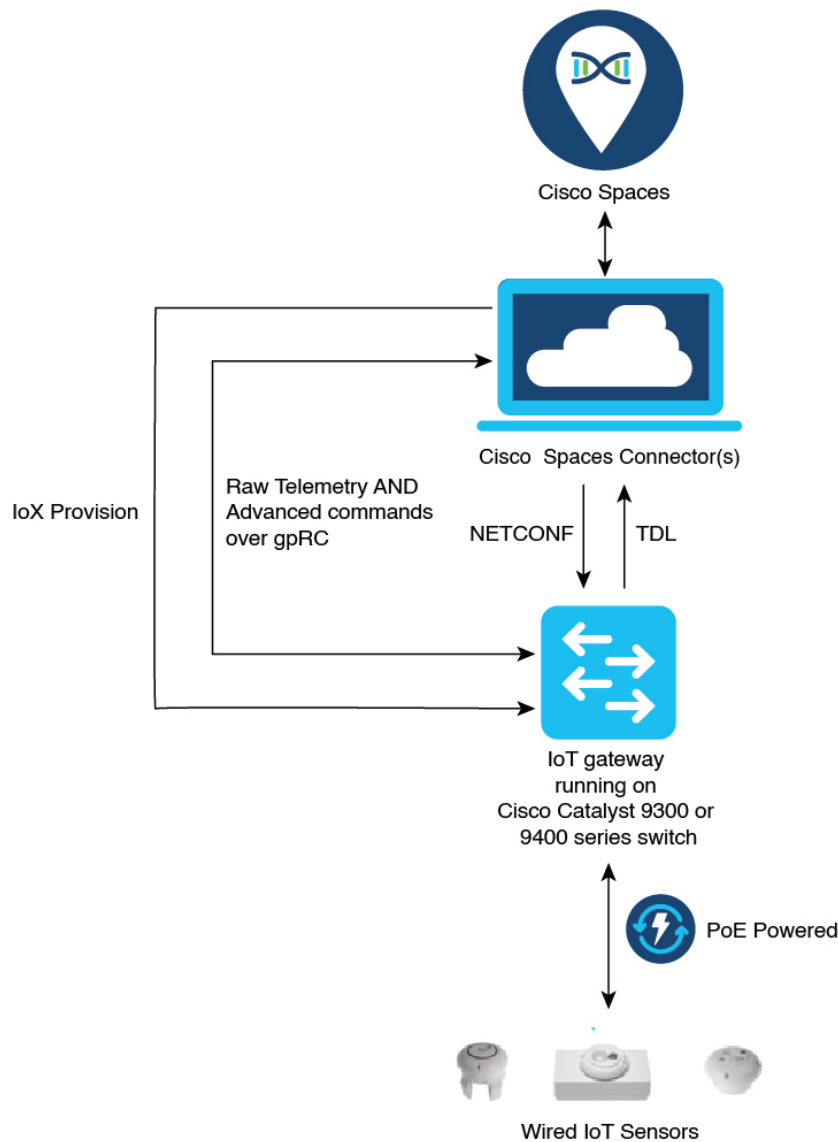 Cisco Spaces
Cisco Spaces Connector(s)
IoX Provision
Raw Telemetry AND
Advanced commands
over gpRC
NETCONF
TDL
IoT gateway
running on
Cisco Catalyst 9300 or
9400 series switch
PoE Powered
Wired IoT Sensors